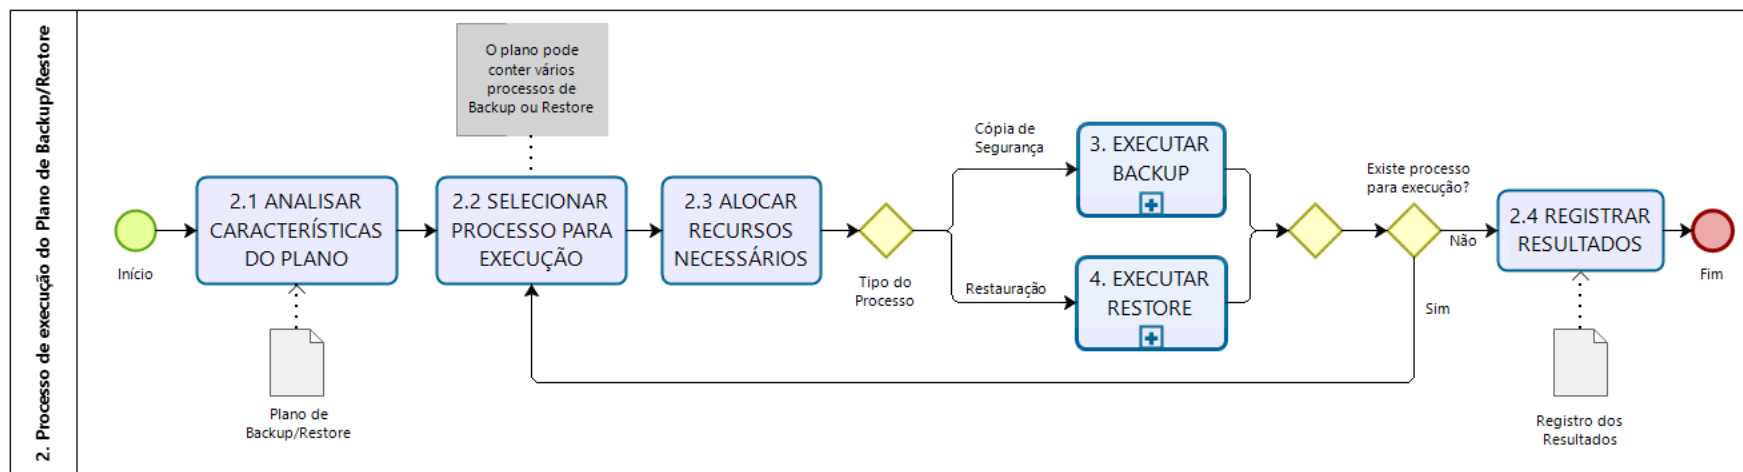 2. Processo de execução do Plano de Backup/Restore
O plano pode
conter vários
processos de
Backup ou Restore
Início
2.1 ANALISAR
CARACTERÍSTICAS
DO PLANO
Plano de
Backup/Restore
2.2 SELECIONAR
PROCESSO PARA
EXECUÇÃO
2.3 ALOCAR
RECURSOS
NECESSÁRIOS
Tipo do
Processo
Cópia de
Segurança
3. EXECUTAR
BACKUP
Restauração
4. EXECUTAR
RESTORE
Existe processo
para execução?
Não
Sim
2.4 REGISTRAR
RESULTADOS
Registro dos
Resultados
Fim